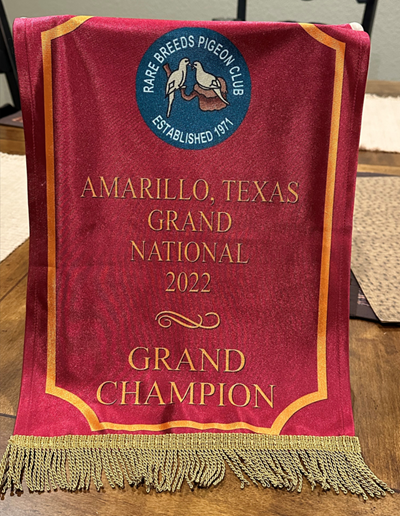 RARE BREEDS PIGEON CLUB
ESTABLISHED 1971
AMARILLO, TEXAS
GRAND
NATIONAL
2022
GRAND
CHAMPION